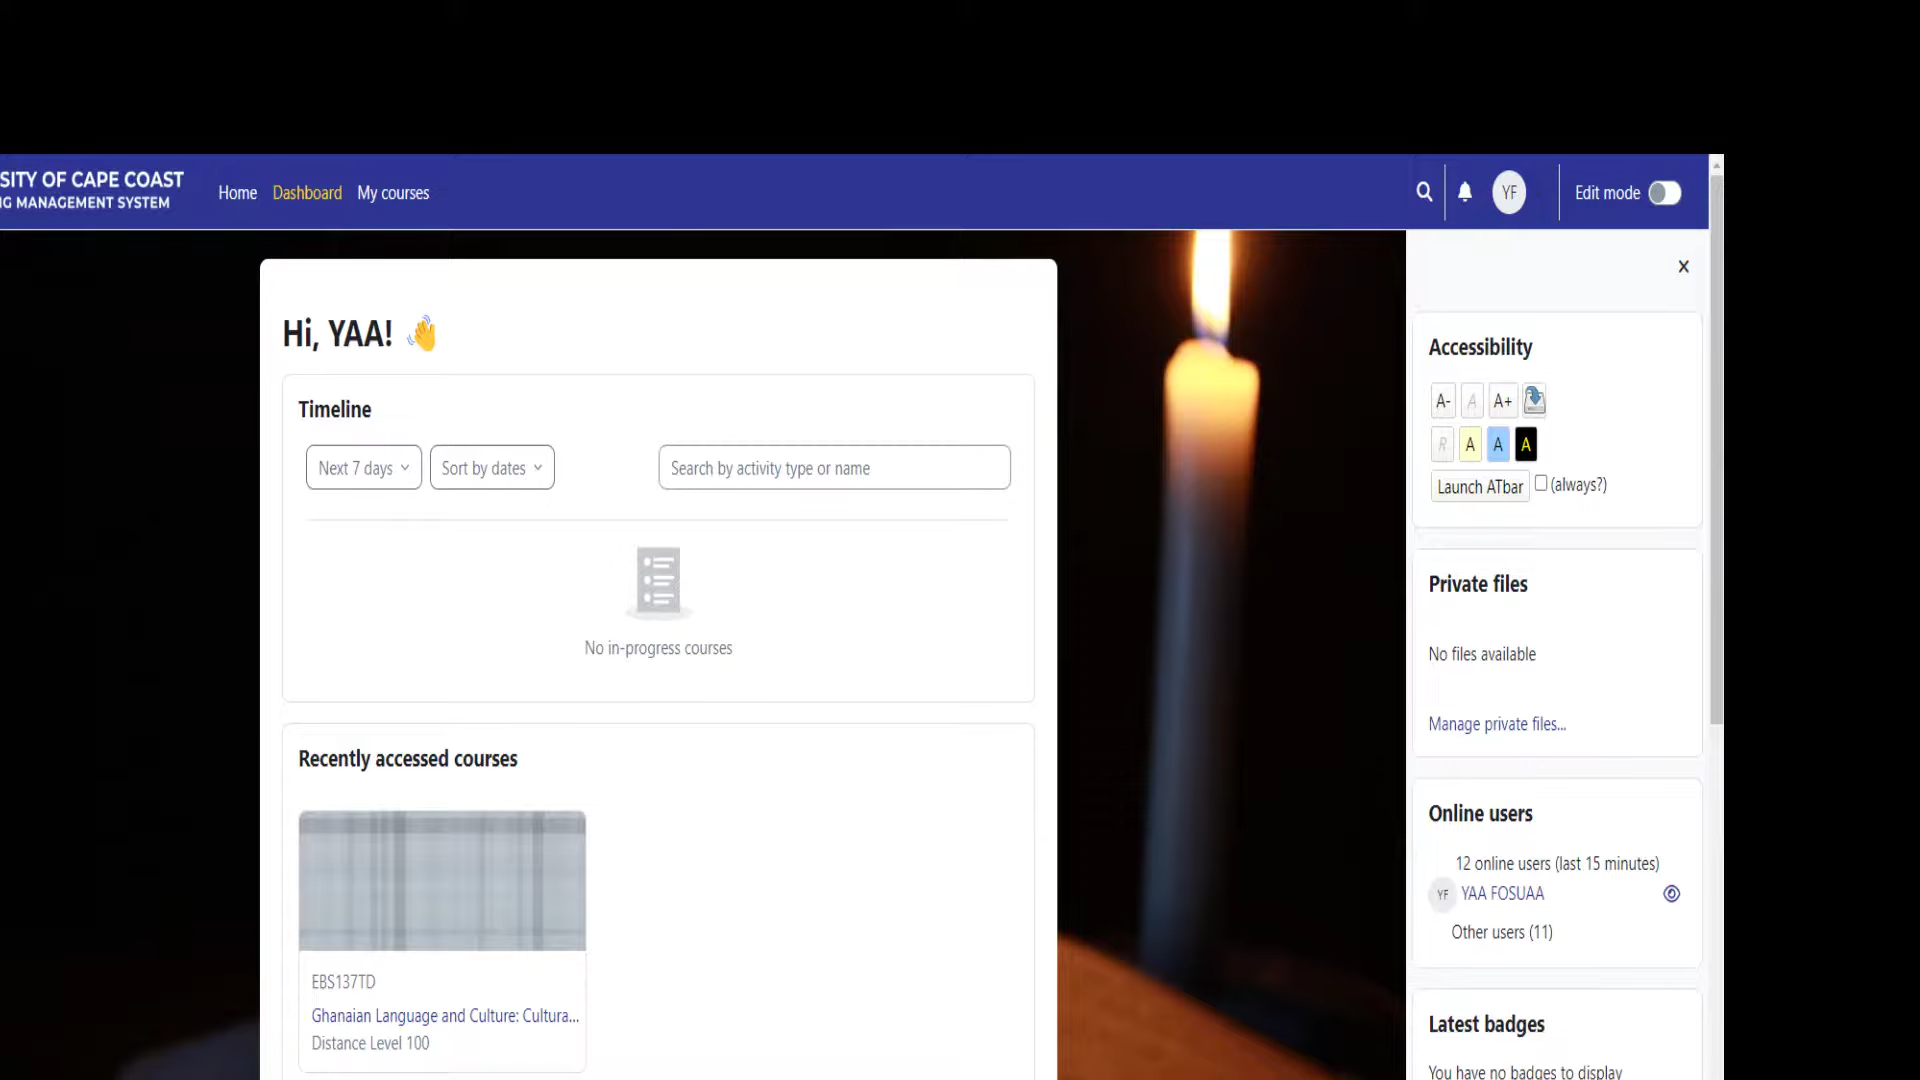 SITY OF CAPE COAST
NG MANAGEMENT SYSTEM
Home Dashboard My courses
YF
Edit mode
x
Hi, YAA!
Timeline
Next 7 days
Sort by dates
Search by activity type or name
No in-progress courses
Recently accessed courses
EBS137TD
Ghanaian Language and Culture: Cultura...
Distance Level 100
Accessibility
A- A A+
R A A A
Launch ATbar (always?)
Private files
No files available
Manage private files...
Online users
12 online users (last 15 minutes)
YF YAA FOSUAA
Other users (11)
Latest badges
You have no badges to display